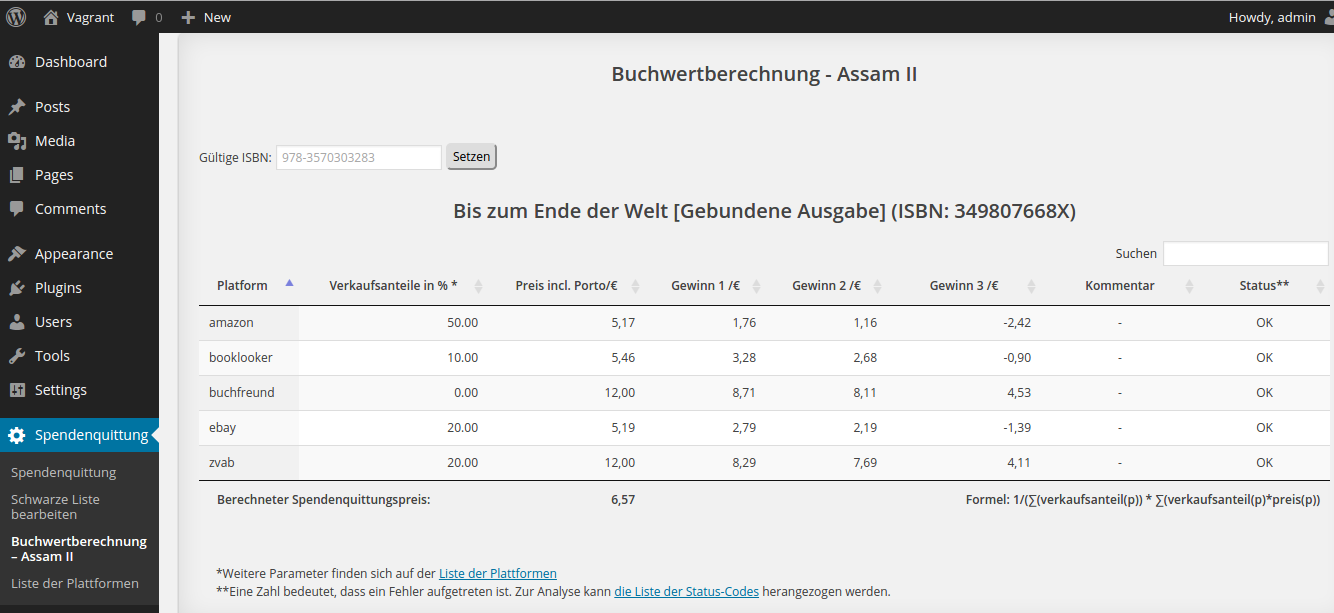 Vagrant 0 New Howdy, admin
Dashboard
Posts
Media
Pages
Comments
Appearance
Plugins
Users
Tools
Settings
Spendenquittung
Spendenquittung
Schwarze Liste
bearbeiten
Buchwertberechnung
– Assam II
Liste der Plattformen
Buchwertberechnung - Assam II
Gültige ISBN: 978-3570303283 Setzen
Bis zum Ende der Welt [Gebundene Ausgabe] (ISBN: 349807668X)
Suchen
Platform Verkaufsanteile in % * Preis incl. Porto/€ Gewinn 1 /€ Gewinn 2 /€ Gewinn 3 /€ Kommentar Status**
amazon 50.00 5,17 1,76 1,16 -2,42 - OK
booklooker 10.00 5,46 3,28 2,68 -0,90 - OK
buchfreund 0.00 12,00 8,71 8,11 4,53 - OK
ebay 20.00 5,19 2,79 2,19 -1,39 - OK
zvab 20.00 12,00 8,29 7,69 4,11 - OK
Berechneter Spendenquittungspreis: 6,57 Formel: 1/(∑(verkaufsanteil(p)) * ∑(verkaufsanteil(p)*preis(p))
*Weitere Parameter finden sich auf der Liste der Plattformen
**Eine Zahl bedeutet, dass ein Fehler aufgetreten ist. Zur Analyse kann die Liste der Status-Codes herangezogen werden.